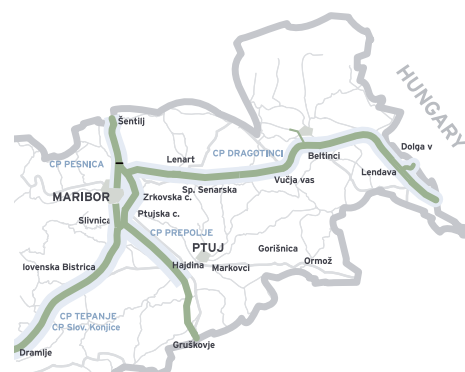 HUNGARY
Šentilj
Dolga v
Lenart
CP DRAGOTINCI
Beltinci
CP PESNICA
Lendava
Vučja vas
Sp. Senarska
MARIBOR
Zrkovska c.
Ptujska c.
Slivnica
CP PREPOLJE
PTUJ
Gorišnica
Ormož
Hajdina
Markovci
lovenska Bistrica
CP TEPANJE
CP Slov. Konjice
Gruškovje
Dramlje